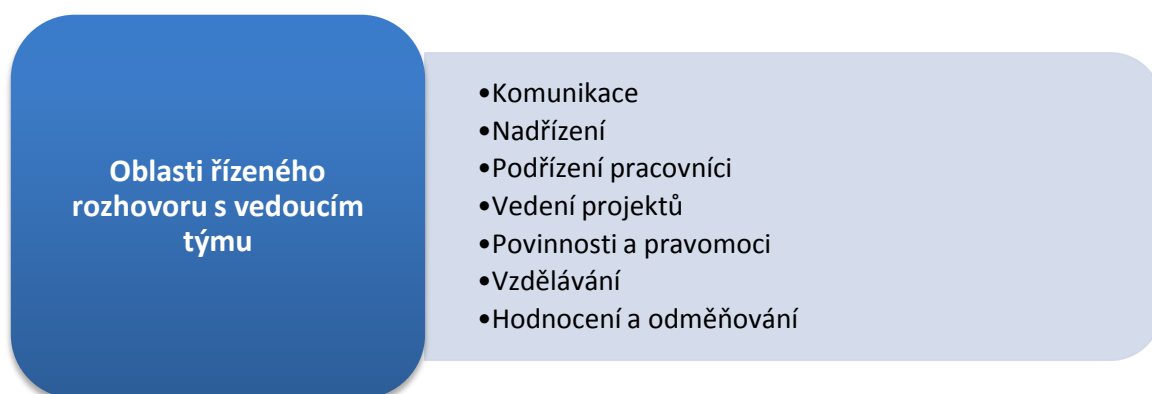 Oblasti řízeného
rozhovoru s vedoucím
týmu
•Komunikace
•Nadřízení
•Podřízení pracovníci
•Vedení projektů
•Povinnosti a pravomoci
•Vzdělávání
•Hodnocení a odměňování